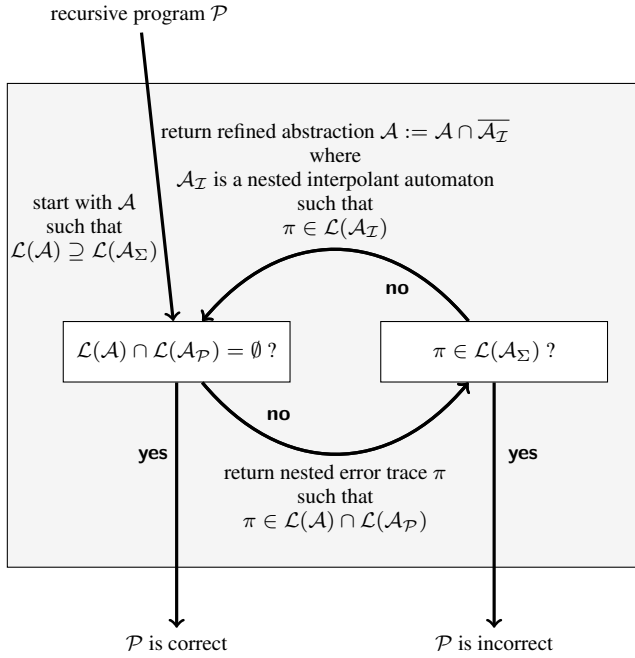 recursive program 𝒫
return refined abstraction 𝒜 := 𝒜 ∩ \overline{𝒜_ℐ}
where
𝒜_ℐ is a nested interpolant automaton
such that
π ∈ ℒ(𝒜_ℐ)
start with 𝒜
such that
ℒ(𝒜) ⊇ ℒ(𝒜_Σ)
no
ℒ(𝒜) ∩ ℒ(𝒜_𝒫) = ∅ ?
π ∈ ℒ(𝒜_Σ) ?
no
yes
yes
return nested error trace π
such that
π ∈ ℒ(𝒜) ∩ ℒ(𝒜_𝒫)
𝒫 is correct
𝒫 is incorrect